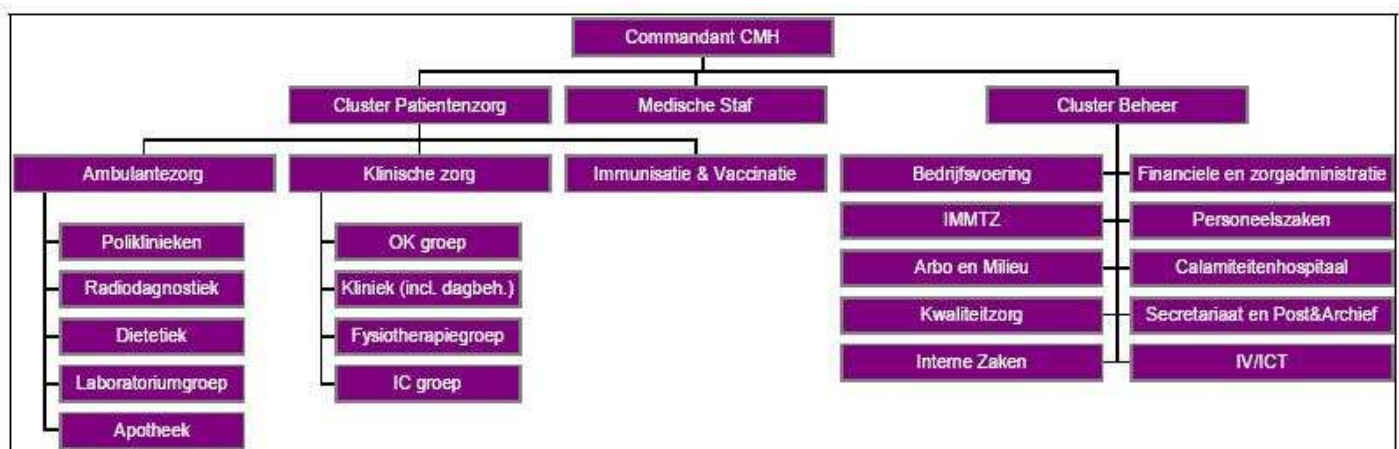 Commandant CMH
Cluster Patientenzorg
Medische Staf
Cluster Beheer
Ambulantezorg
Klinische zorg
Immunisatie & Vaccinatie
Poliklinieken
Radiodagnostiek
Dietetiek
Laboratoriumgroep
Apotheek
OK groep
Kliniek (incl. dagbeh.)
Fysiotherapiegroep
IC groep
Bedrijfsvoering
Financiele en zorgadministratie
IMMTZ
Personeelszaken
Arbo en Milieu
Calamiteitenhospitaal
Kwaliteitzorg
Secretariaat en Post&Archief
Interne Zaken
IV/ICT